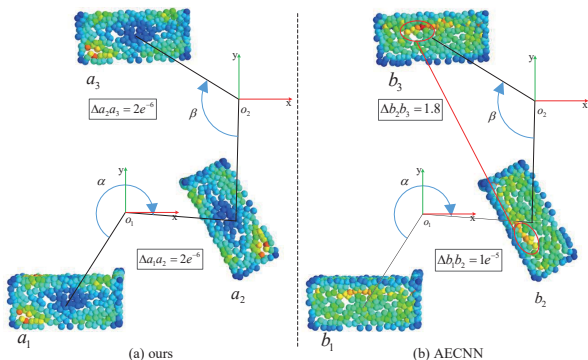 y
x
o₂
a₃
β
Δa₂a₃ = 2e⁻⁶
y
α
o₁
x
Δa₁a₂ = 2e⁻⁶
a₂
a₁
(a) ours
y
x
o₂
b₃
β
Δb₂b₃ = 1.8
y
α
o₁
x
Δb₁b₂ = 1e⁻⁵
b₂
b₁
(b) AECNN